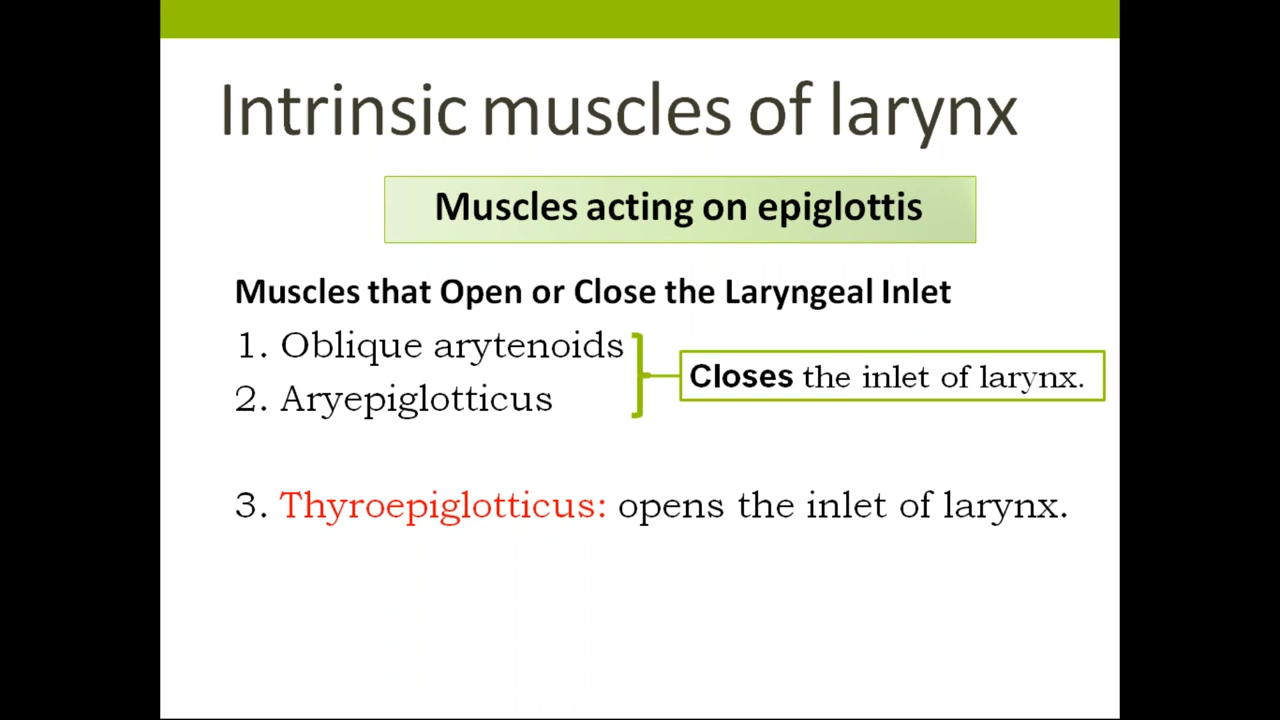 Intrinsic muscles of larynx
Muscles acting on epiglottis
Muscles that Open or Close the Laryngeal Inlet
1. Oblique arytenoids
2. Aryepiglotticus
Closes the inlet of larynx.
3. Thyroepiglotticus: opens the inlet of larynx.